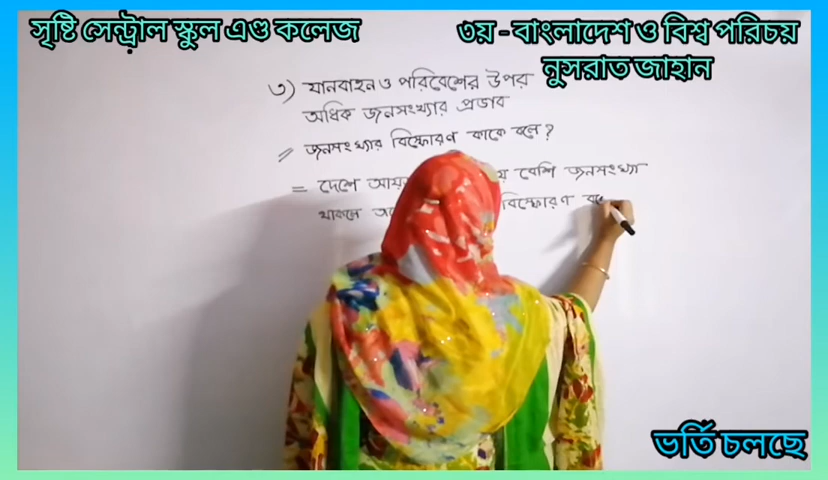 সৃষ্টি সেন্ট্রাল স্কুল এণ্ড কলেজ
৩য় - বাংলাদেশ ও বিশ্ব পরিচয়
নুসরাত জাহান
৩) যানবাহন ও পরিবেশের উপর
অধিক জনসংখ্যার প্রভাব
// জনসংখ্যার বিস্ফোরণ কাকে বলে?
= দেশে বেশি জনসংখ্যা
থাকলে বিস্ফোরণ
ভর্তি চলছে